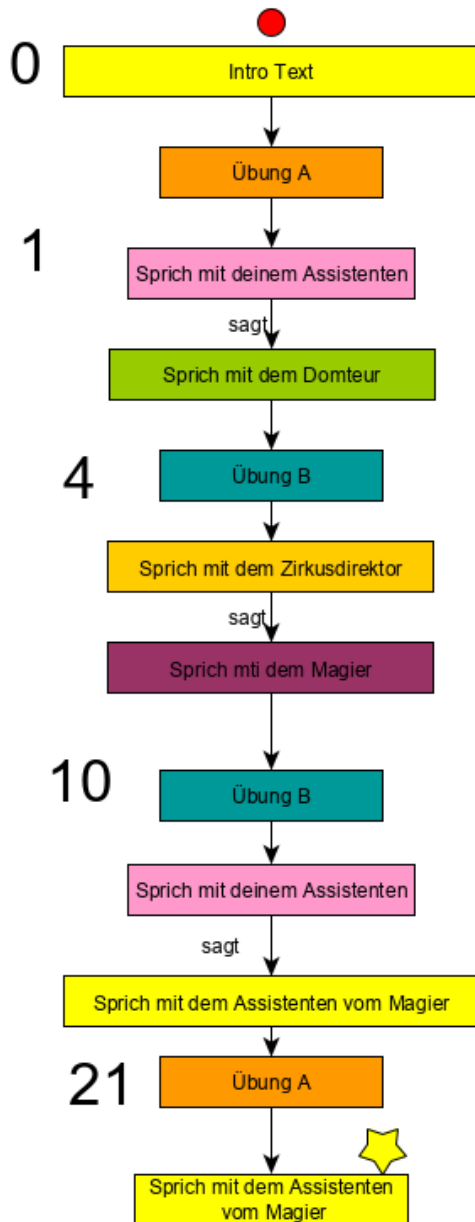 0
Intro Text
Übung A
1
Sprich mit deinem Assistenten
sagt
Sprich mit dem Domteur
4
Übung B
Sprich mit dem Zirkusdirektor
sagt
Sprich mti dem Magier
10
Übung B
Sprich mit deinem Assistenten
sagt
Sprich mit dem Assistenten vom Magier
21
Übung A
Sprich mit dem Assistenten
vom Magier